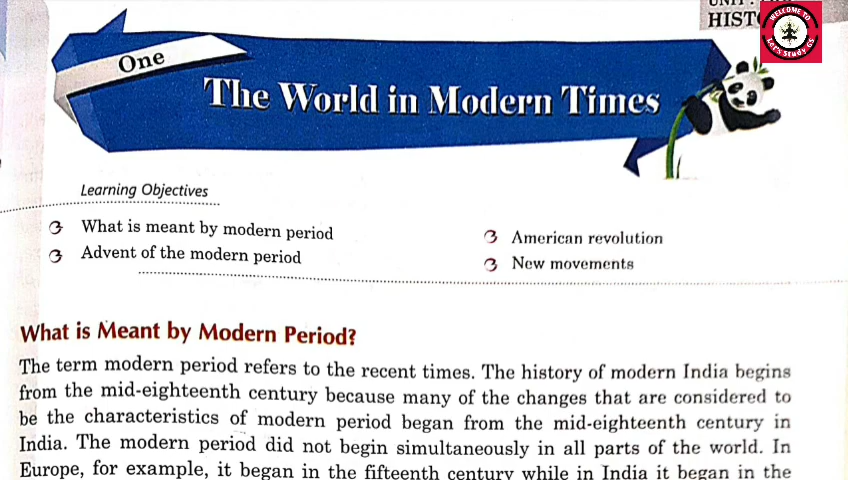 HIST
WELCOME TO
Let's Study GS
One
The World in Modern Times
Learning Objectives
What is meant by modern period
Advent of the modern period
American revolution
New movements
What is Meant by Modern Period?
The term modern period refers to the recent times. The history of modern India begins
from the mid-eighteenth century because many of the changes that are considered to
be the characteristics of modern period began from the mid-eighteenth century in
India. The modern period did not begin simultaneously in all parts of the world. In
Europe, for example, it began in the fifteenth century while in India it began in the